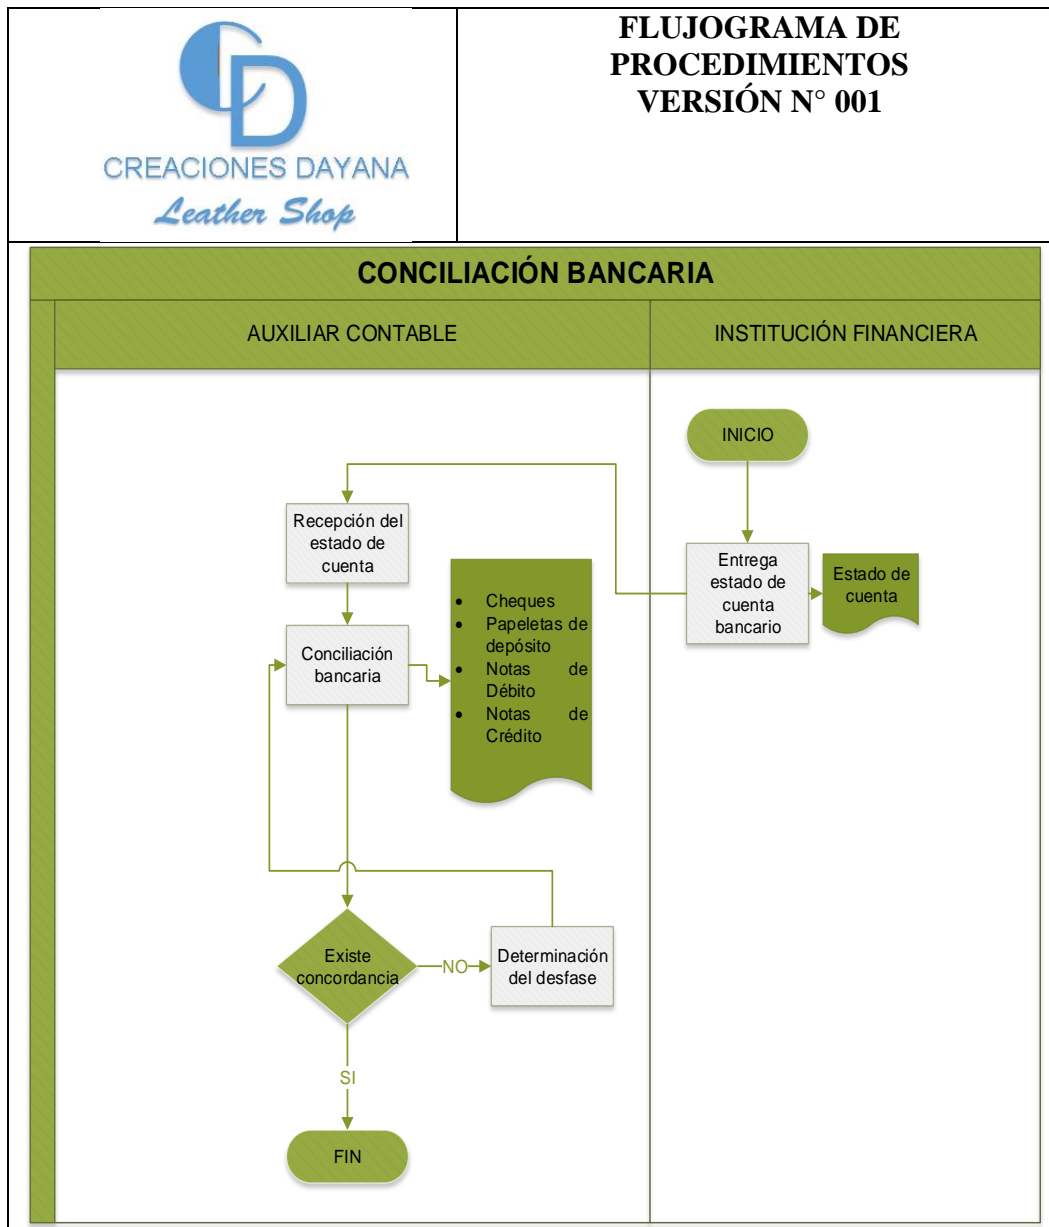 CD
CREACIONES DAYANA
Leather Shop
FLUJOGRAMA DE
PROCEDIMIENTOS
VERSIÓN N° 001
CONCILIACIÓN BANCARIA
AUXILIAR CONTABLE
INSTITUCIÓN FINANCIERA
INICIO
Recepción del
estado de
cuenta
Entrega
estado de
cuenta
bancario
Estado de
cuenta
Conciliación
bancaria
• Cheques
• Papeletas de
depósito
• Notas de
Débito
• Notas de
Crédito
Existe
concordancia
NO
Determinación
del desfase
SI
FIN